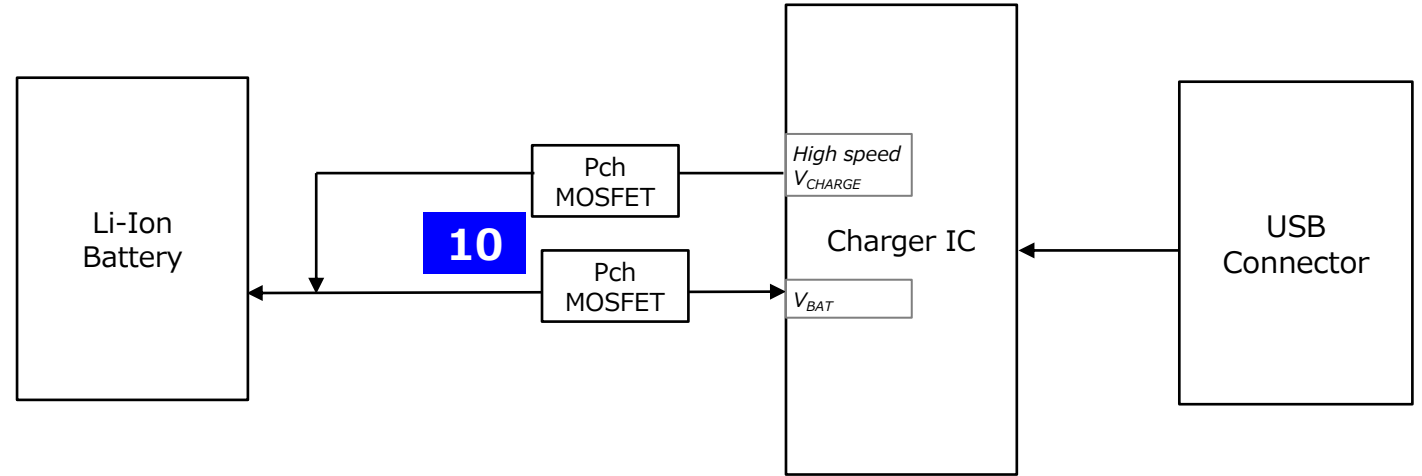 Li-Ion
Battery
Pch
MOSFET
10
Pch
MOSFET
High speed
VCHARGE
Charger IC
VBAT
USB
Connector